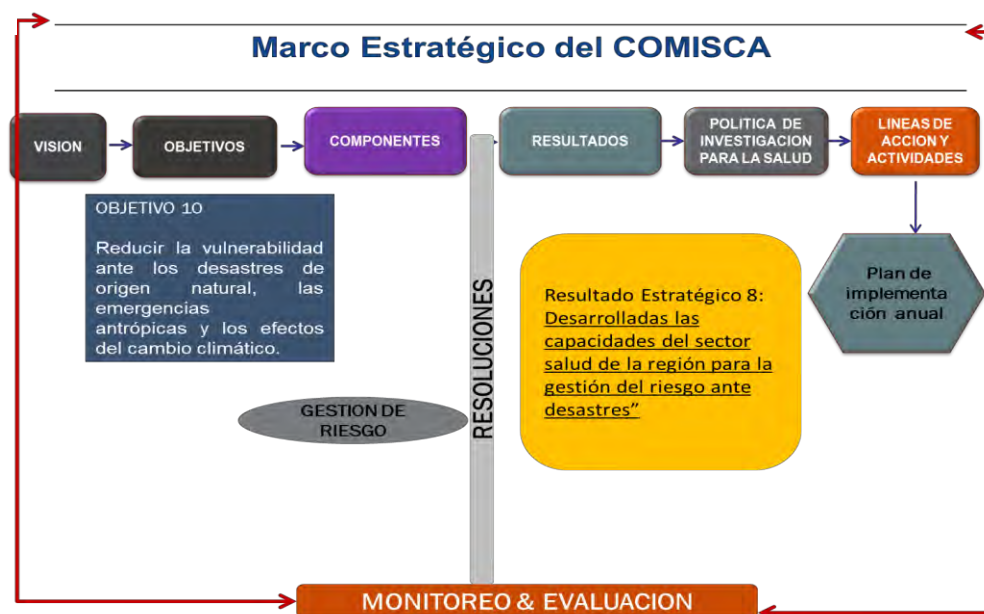 Marco Estratégico del COMISCA
VISION
OBJETIVOS
COMPONENTES
RESULTADOS
POLITICA DE
INVESTIGACION
PARA LA SALUD
LINEAS DE
ACCION Y
ACTIVIDADES
OBJETIVO 10
Reducir la vulnerabilidad
ante los desastres de
origen natural, las
emergencias
antrópicas y los efectos
del cambio climático.
GESTION DE
RIESGO
RESOLUCIONES
Resultado Estratégico 8:
Desarrolladas las
capacidades del sector
salud de la región para la
gestión del riesgo ante
desastres”
Plan de
implementa
ción anual
MONITOREO & EVALUACION